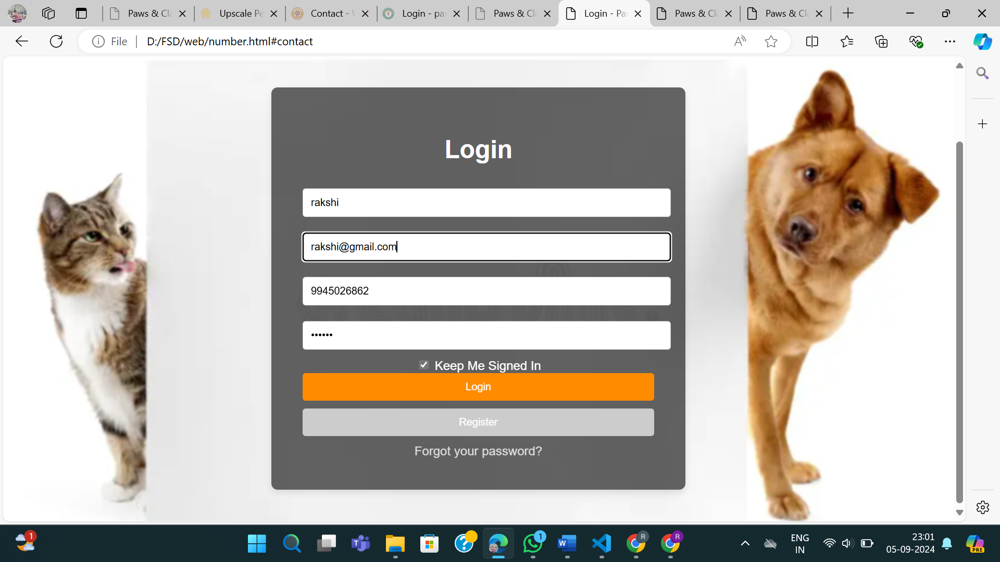 Paws & Cl
Upscale Pe
Contact -
Login - pa
Paws & Cl
Login - Pa
Paws & Cl
Paws & Cl
File
D:/FSD/web/number.html#contact
Login
rakshi
rakshi@gmail.com
9945026862
••••••
Keep Me Signed In
Login
Register
Forgot your password?
1
1
W
R
R
ENG
IN
23:01
05-09-2024
PRE